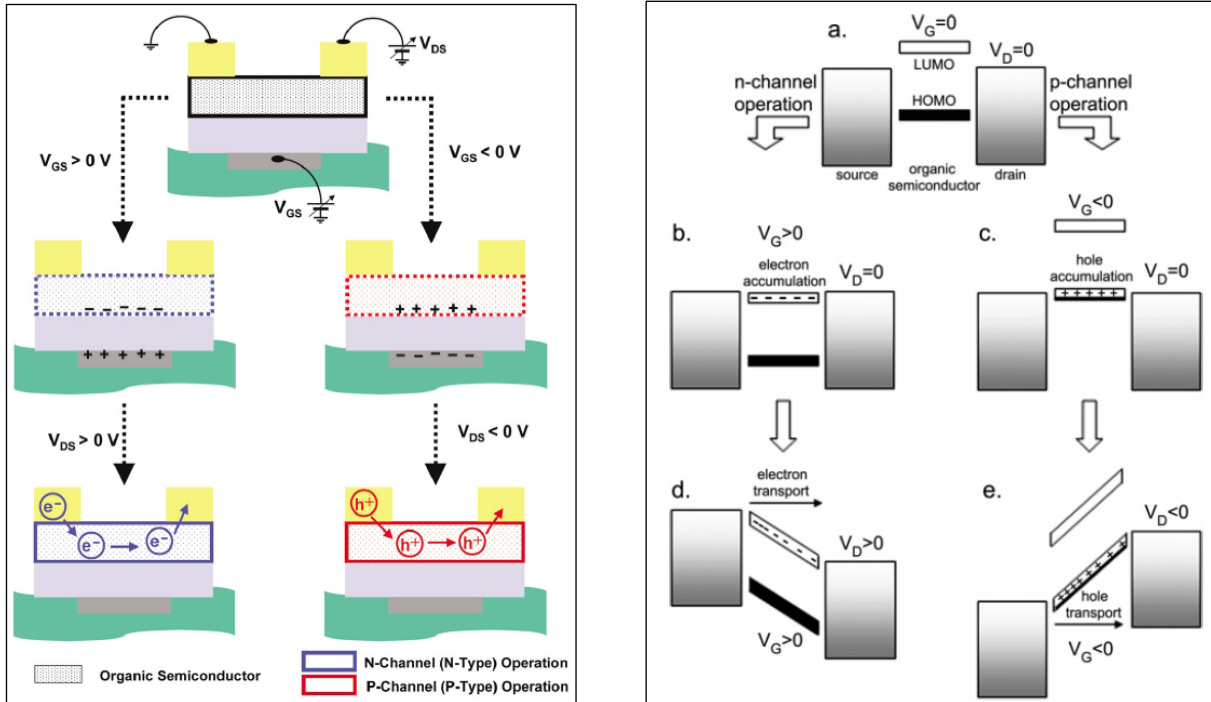 V_DS
V_GS > 0 V
V_GS < 0 V
V_GS
- - - - -
+ + + + +
+ + + + +
- - - - -
V_DS > 0 V
V_DS < 0 V
e⁻
e⁻
e⁻
h⁺
h⁺
h⁺
Organic Semiconductor
N-Channel (N-Type) Operation
P-Channel (P-Type) Operation
a.
V_G=0
LUMO
V_D=0
n-channel
operation
HOMO
p-channel
operation
source
organic
semiconductor
drain
b.
V_G>0
electron
accumulation
V_D=0
- - - - -
c.
V_G<0
hole
accumulation
V_D=0
+ + + + +
d.
electron
transport
V_D>0
V_G>0
e.
V_D<0
hole
transport
V_G<0